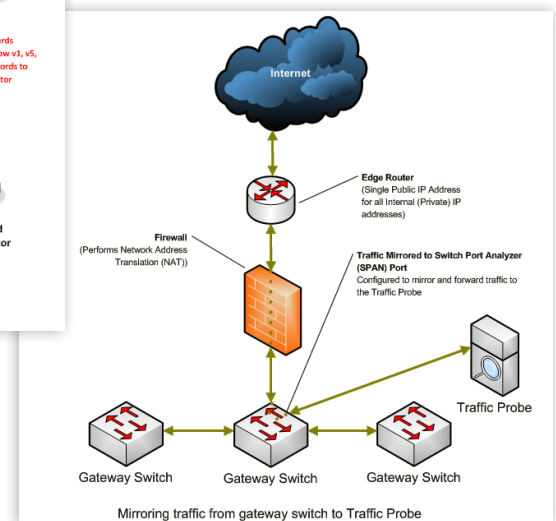 ow v1, v5,
ords to
Internet
Edge Router
(Single Public IP Address
for all Internal (Private) IP
addresses)
Firewall
(Performs Network Address
Translation (NAT))
Traffic Mirrored to Switch Port Analyzer
(SPAN) Port
Configured to mirror and forward traffic to
the Traffic Probe
Traffic Probe
Gateway Switch
Gateway Switch
Gateway Switch
Mirroring traffic from gateway switch to Traffic Probe